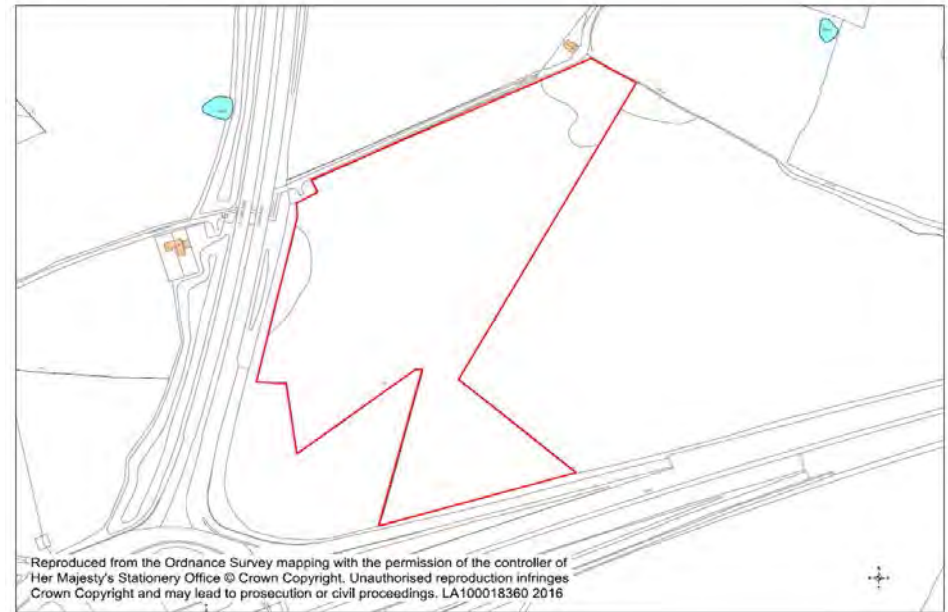 Reproduced from the Ordnance Survey mapping with the permission of the controller of
Her Majesty's Stationery Office © Crown Copyright. Unauthorised reproduction infringes
Crown Copyright and may lead to prosecution or civil proceedings. LA100018360 2016